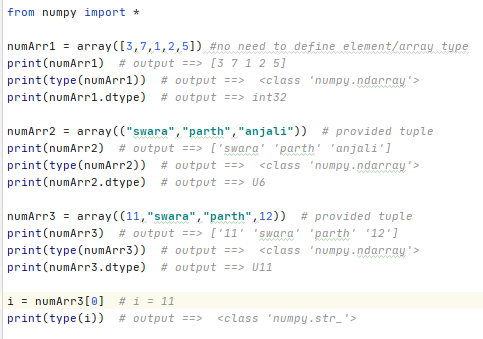 from numpy import *
numArr1 = array([3,7,1,2,5]) #no need to define element/array type
print(numArr1)  # output ==> [3 7 1 2 5]
print(type(numArr1))  # output ==>  <class 'numpy.ndarray'>
print(numArr1.dtype)  # output ==> int32
numArr2 = array(("swara","parth","anjali"))  # provided tuple
print(numArr2)  # output ==> ['swara' 'parth' 'anjali']
print(type(numArr2))  # output ==>  <class 'numpy.ndarray'>
print(numArr2.dtype)  # output ==> U6
numArr3 = array((11,"swara","parth",12))  # provided tuple
print(numArr3)  # output ==> ['11' 'swara' 'parth' '12']
print(type(numArr3))  # output ==>  <class 'numpy.ndarray'>
print(numArr3.dtype)  # output ==> U11
i = numArr3[0]  # i = 11
print(type(i))  # output ==>  <class 'numpy.str_'>